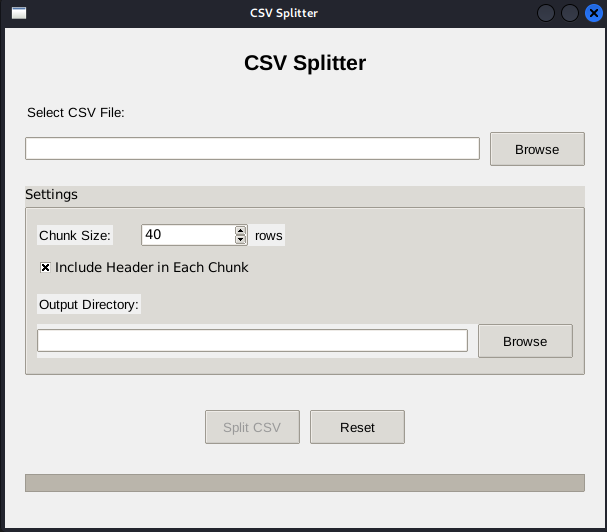 CSV Splitter
CSV Splitter
Select CSV File:
Browse
Settings
Chunk Size: 40 rows
Include Header in Each Chunk
Output Directory:
Browse
Split CSV Reset